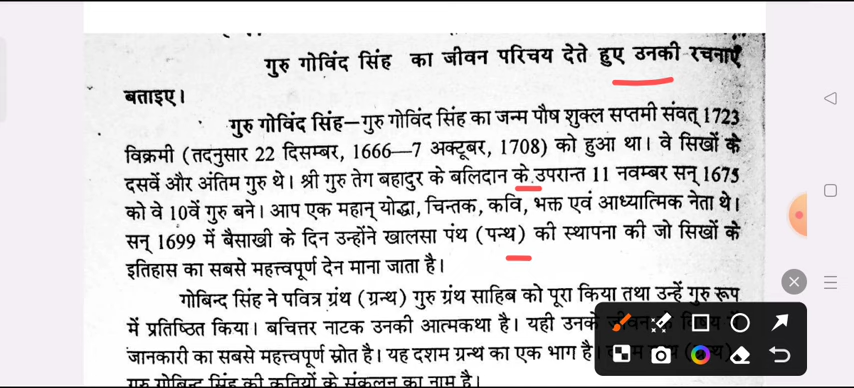 गुरु गोविंद सिंह का जीवन परिचय देते हुए उनकी रचनाएँ
बताइए।
गुरु गोविंद सिंह–गुरु गोविंद सिंह का जन्म पौष शुक्ल सप्तमी संवत् 1723
विक्रमी (तदनुसार 22 दिसम्बर, 1666—7 अक्टूबर, 1708) को हुआ था। वे सिखों के
दसवें और अंतिम गुरु थे। श्री गुरु तेग बहादुर के बलिदान के उपरान्त 11 नवम्बर सन् 1675
को वे 10वें गुरु बने। आप एक महान् योद्धा, चिन्तक, कवि, भक्त एवं आध्यात्मिक नेता थे।
सन् 1699 में बैसाखी के दिन उन्होंने खालसा पंथ (पन्थ) की स्थापना की जो सिखों के
इतिहास का सबसे महत्त्वपूर्ण देन माना जाता है।
गोबिन्द सिंह ने पवित्र ग्रंथ (ग्रन्थ) गुरु ग्रंथ साहिब को पूरा किया तथा उन्हें गुरु रूप
में प्रतिष्ठित किया। बचित्तर नाटक उनकी आत्मकथा है। यही उनके
जानकारी का सबसे महत्त्वपूर्ण स्रोत है। यह दशम ग्रन्थ का एक भाग है।
गुरु गोबिन्द सिंह की कृतियों के संकलन का नाम है।